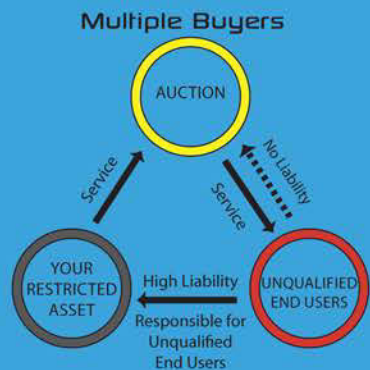 Multiple Buyers
AUCTION
Service
Service
No Liability
YOUR
RESTRICTED
ASSET
High Liability
Responsible for
Unqualified
End Users
UNQUALIFIED
END USERS